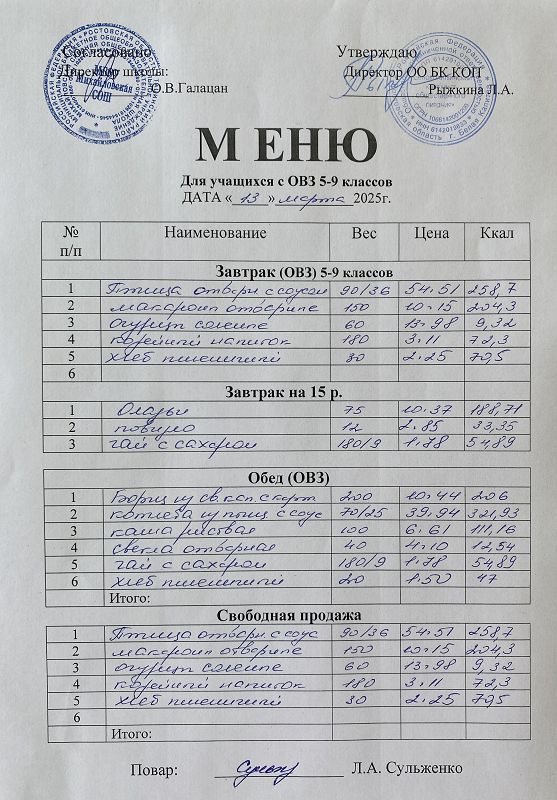 Согласовано Утверждаю
Директор школы: Директор ОО БК КОП
О.В.Галацан Рыжкина Л.А.
М ЕНЮ
Для учащихся с ОВЗ 5-9 классов
ДАТА « 13 » марта 2025г.
№ п/п Наименование Вес Цена Ккал
Завтрак (ОВЗ) 5-9 классов
1 Птица отварн с соусом 90/36 54.51 258,7
2 макароны отварные 150 10.15 204,3
3 огурцы соленые 60 13.98 9,32
4 кофейный напиток 180 3.11 72,3
5 хлеб пшеничный 30 2.25 70,5
6
Завтрак на 15 р.
1 Оладьи 75 10.37 188,71
2 повидло 12 2.85 33,35
3 чай с сахаром 180/9 1.78 54,89
Обед (ОВЗ)
1 Борщ из св.кап.с карт 200 10.44 206
2 котлета из птиц с соус 70/25 39,94 321,93
3 каша рисовая 100 6.61 111,16
4 свекла отварная 40 4.10 12,54
5 чай с сахаром 180/9 1.78 54,89
6 хлеб пшеничный 20 1.50 47
Итого:
Свободная продажа
1 Птица отварн с соус 90/36 54.51 258,7
2 макароны отварные 150 10.15 204,3
3 огурцы соленые 60 13.98 9,32
4 кофейный напиток 180 3.11 72,3
5 хлеб пшеничный 30 2.25 70,5
6
Итого:
Повар: Л.А. Сульженко